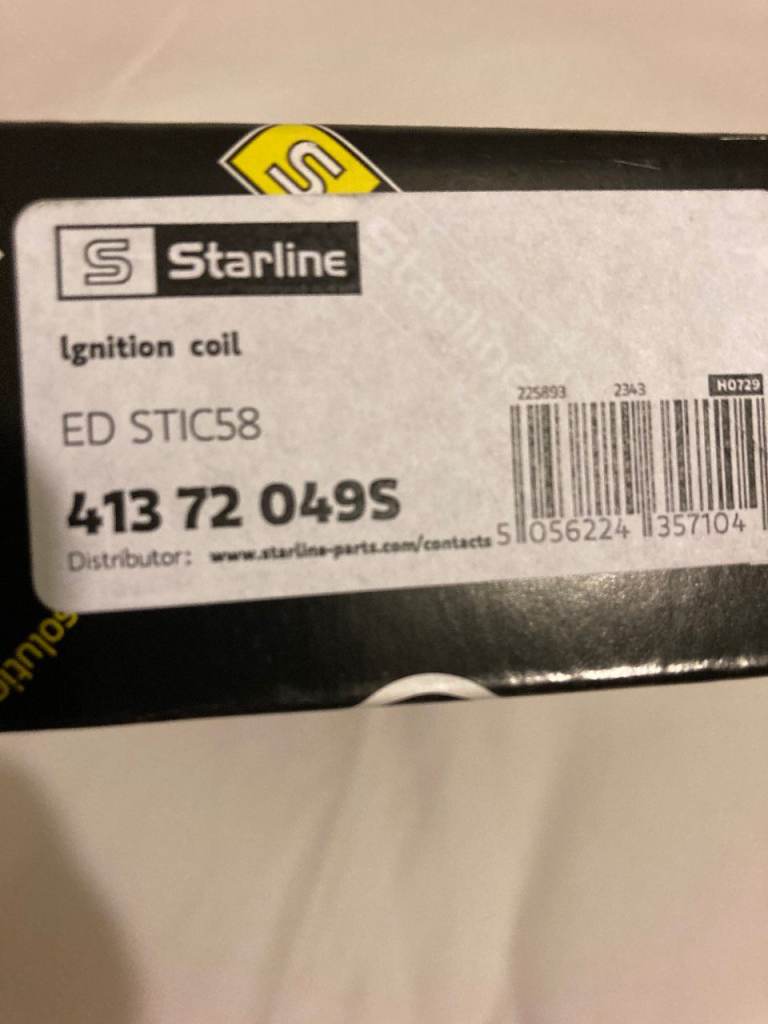 S
S Starline
Starline
Ignition coil
225893 2343 H0729
ED STIC58
413 72 049S
5 056224 357104
Distributor: www.starline-parts.com/contacts